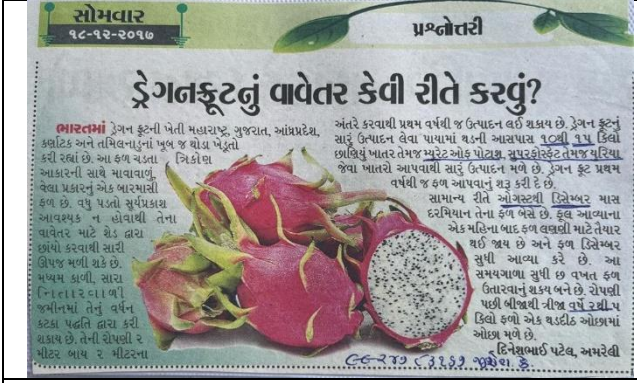 સોમવાર
૧૮-૧૨-૨૦૧૭
પ્રશ્નોત્તરી
ડ્રેગનફ્રૂટનું વાવેતર કેવી રીતે કરવું?
ભારતમાં ડ્રેગન ફ્રૂટની ખેતી મહારાષ્ટ્ર, ગુજરાત, આંધ્રપ્રદેશ,
કર્ણાટક અને તમિલનાડુંનાં ખુબ જ થોડા ખેડૂતો
કરી રહ્યાં છે. આ ફળ ચડતા ત્રિકોણ
આકારની સાથે માવાવાળું
વેલા પ્રકારનું એક બારમાસી
ફળ છે. વધુ પડતો સૂર્યપ્રકાશ
આવશ્યક ન હોવાથી તેના
વાવેતર માટે શેડ દ્વારા
છાંયો કરવાથી સારી
ઊપજ મળી શકે છે.
મધ્યમ કાળી, સારા
નિતારવાળી
જમીનમાં તેનું વર્ધન
કટકા પદ્ધતિ દ્વારા કરી
શકાય છે. તેની રોપણી ૨
મીટર બાય ૨ મીટરના
અંતરે કરવાથી પ્રથમ વર્ષથી જ ઉત્પાદન લઈ શકાય છે. ડ્રેગન ફ્રૂટનું
સારું ઉત્પાદન લેવા પાયામાં થડની આસપાસ ૧૦થી ૧૫ કિલો
છાણિયું ખાતર તેમજ મ્યુરેટ ઓફ પોટાશ, સુપરફોસ્ફેટ તેમજ યુરિયા
જેવા ખાતરો આપવાથી સારું ઉત્પાદન મળે છે. ડ્રેગન ફ્રૂટ પ્રથમ
વર્ષથી જ ફળ આપવાનું શરૂ કરી દે છે.
સામાન્ય રીતે ઓગસ્ટથી ડિસેમ્બર માસ
દરમિયાન તેના ફળ બેસે છે. ફૂલ આવ્યાના
એક મહિના બાદ ફળ લણણી માટે તૈયાર
થઈ જાય છે અને ફળ ડિસેમ્બર
સુધી આવ્યા કરે છે. આ
સમયગાળા સુધી છ વખત ફળ
ઉતારવાનું શક્ય બને છે. રોપણી
પછી બીજાથી ત્રીજા વર્ષે ૨થી ૫
કિલો ફળો એક થડદીઠ ઓછામાં
ઓછા મળે છે.
- દિનેશભાઈ પટેલ, અમરેલી